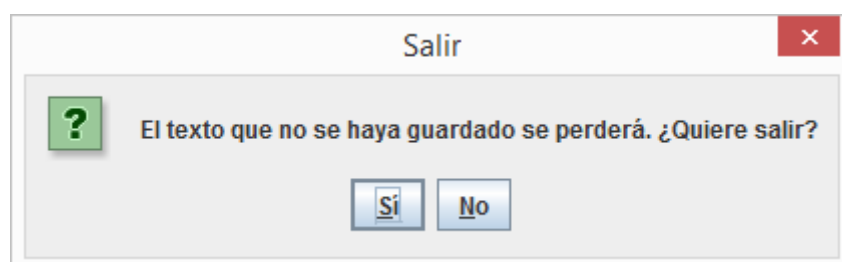 Salir
El texto que no se haya guardado se perderá. ¿Quiere salir?
Sí No